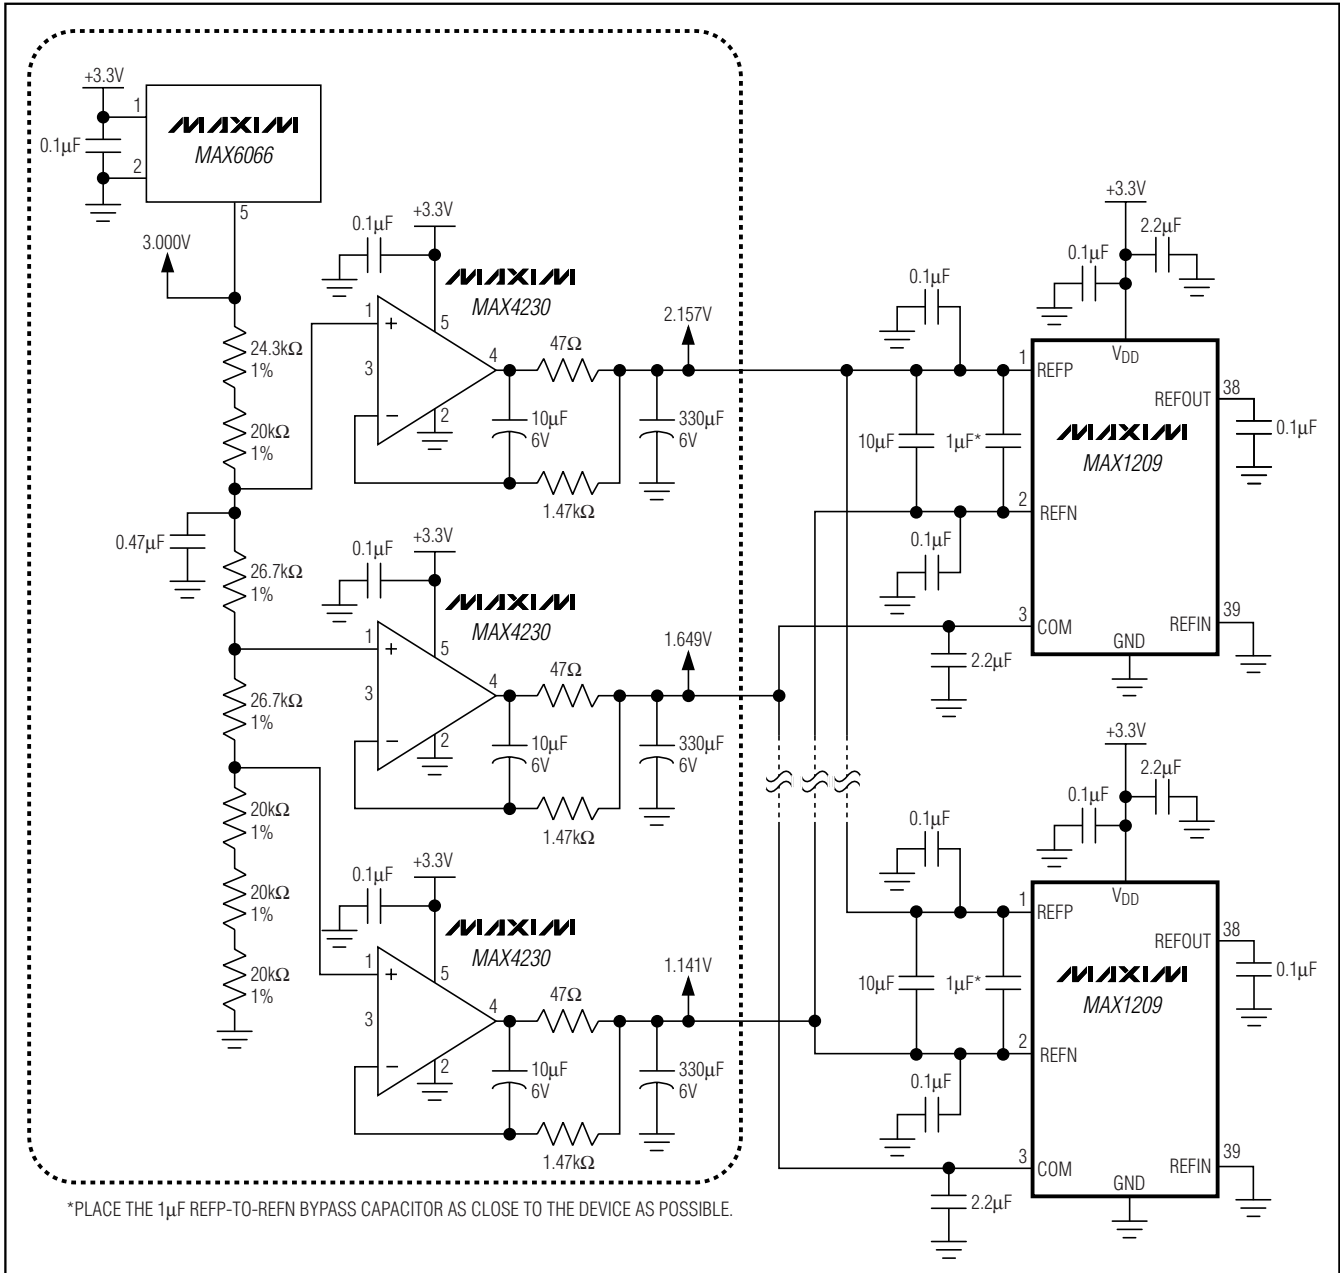 +3.3V
1
0.1µF
2
MAXIM
MAX6066
5
3.000V
24.3kΩ
1%
20kΩ
1%
0.47µF
26.7kΩ
1%
26.7kΩ
1%
20kΩ
1%
20kΩ
1%
20kΩ
1%
0.1µF
+3.3V
MAXIM
MAX4230
1
+
5
3
4
−
2
47Ω
10µF
6V
1.47kΩ
330µF
6V
2.157V
0.1µF
+3.3V
MAXIM
MAX4230
1
+
5
3
4
−
2
47Ω
10µF
6V
1.47kΩ
330µF
6V
1.649V
0.1µF
+3.3V
MAXIM
MAX4230
1
+
5
3
4
−
2
47Ω
10µF
6V
1.47kΩ
330µF
6V
1.141V
+3.3V
2.2µF
0.1µF
0.1µF
10µF
1µF*
0.1µF
2.2µF
1
REFP
VDD
REFOUT
38
0.1µF
MAXIM
MAX1209
2
REFN
3
COM
GND
REFIN
39
+3.3V
2.2µF
0.1µF
0.1µF
10µF
1µF*
0.1µF
2.2µF
1
REFP
VDD
REFOUT
38
0.1µF
MAXIM
MAX1209
2
REFN
3
COM
GND
REFIN
39
*PLACE THE 1µF REFP-TO-REFN BYPASS CAPACITOR AS CLOSE TO THE DEVICE AS POSSIBLE.